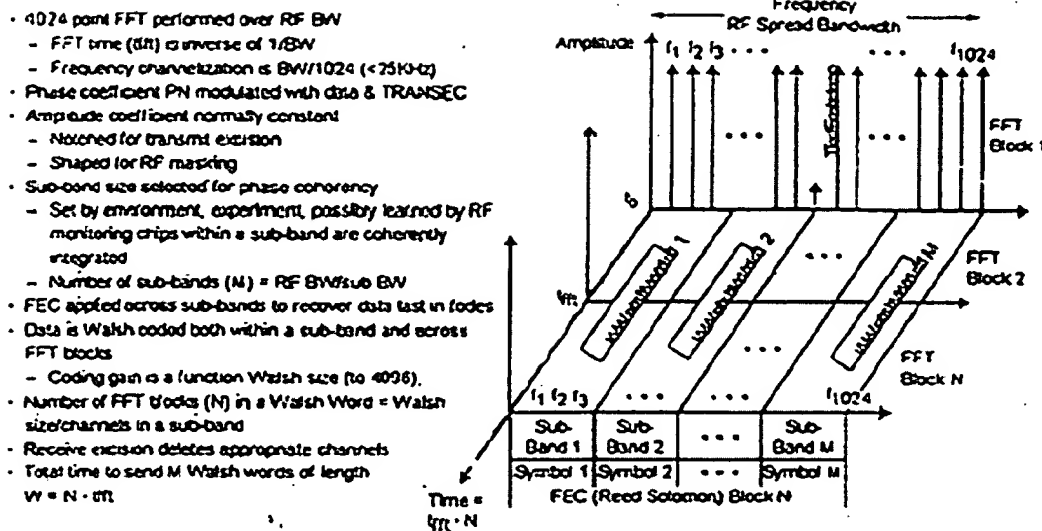 • 4024 point FFT performed over RF BW
– FFT time (tfft) is inverse of 1/BW
– Frequency channelization is BW/1024 (<25KHz)
• Phase coefficient PN modulated with data & TRANSEC
• Amplitude coefficient normally constant
– Notched for transmit excision
– Shaped for RF masking
• Sub-band size selected for phase coherency
– Set by environment, experiment, possibly learned by RF
monitoring chips within a sub-band are coherently
integrated
– Number of sub-bands (M) = RF BW/sub BW
• FEC applied across sub-bands to recover data last in fades
• Data is Walsh coded both within a sub-band and across
FFT blocks
– Coding gain is a function Walsh size (to 4096).
• Number of FFT blocks (N) in a Walsh Word = Walsh
size/channels in a sub-band
• Receive excision deletes appropriate channels
• Total time to send M Walsh words of length
W = N · tfft
Frequency
RF Spread Bandwidth
Amplitude
f1 f2 f3 • • • • • • f1024
• • • • • •
FFT
Block 1
1 2 • • • M
FFT
Block 2
tfft
• • •
FFT
Block N
f1 f2 f3 • • • • • • f1024
Sub-
Band 1
Sub-
Band 2
• • •
Sub-
Band M
Symbol 1 Symbol 2 • • • Symbol M
FEC (Reed Solomon) Block N
Time =
tfft · N